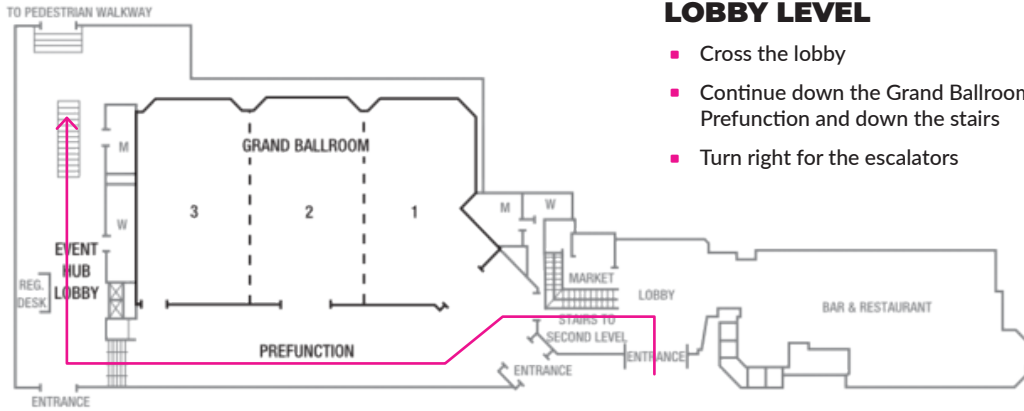 TO PEDESTRIAN WALKWAY
LOBBY LEVEL
Cross the lobby
Continue down the Grand Ballroom
Prefunction and down the stairs
Turn right for the escalators
M
GRAND BALLROOM
3
2
1
W
M
W
EVENT
HUB
LOBBY
REG.
DESK
MARKET
LOBBY
BAR & RESTAURANT
STAIRS TO
SECOND LEVEL
PREFUNCTION
ENTRANCE
ENTRANCE
ENTRANCE